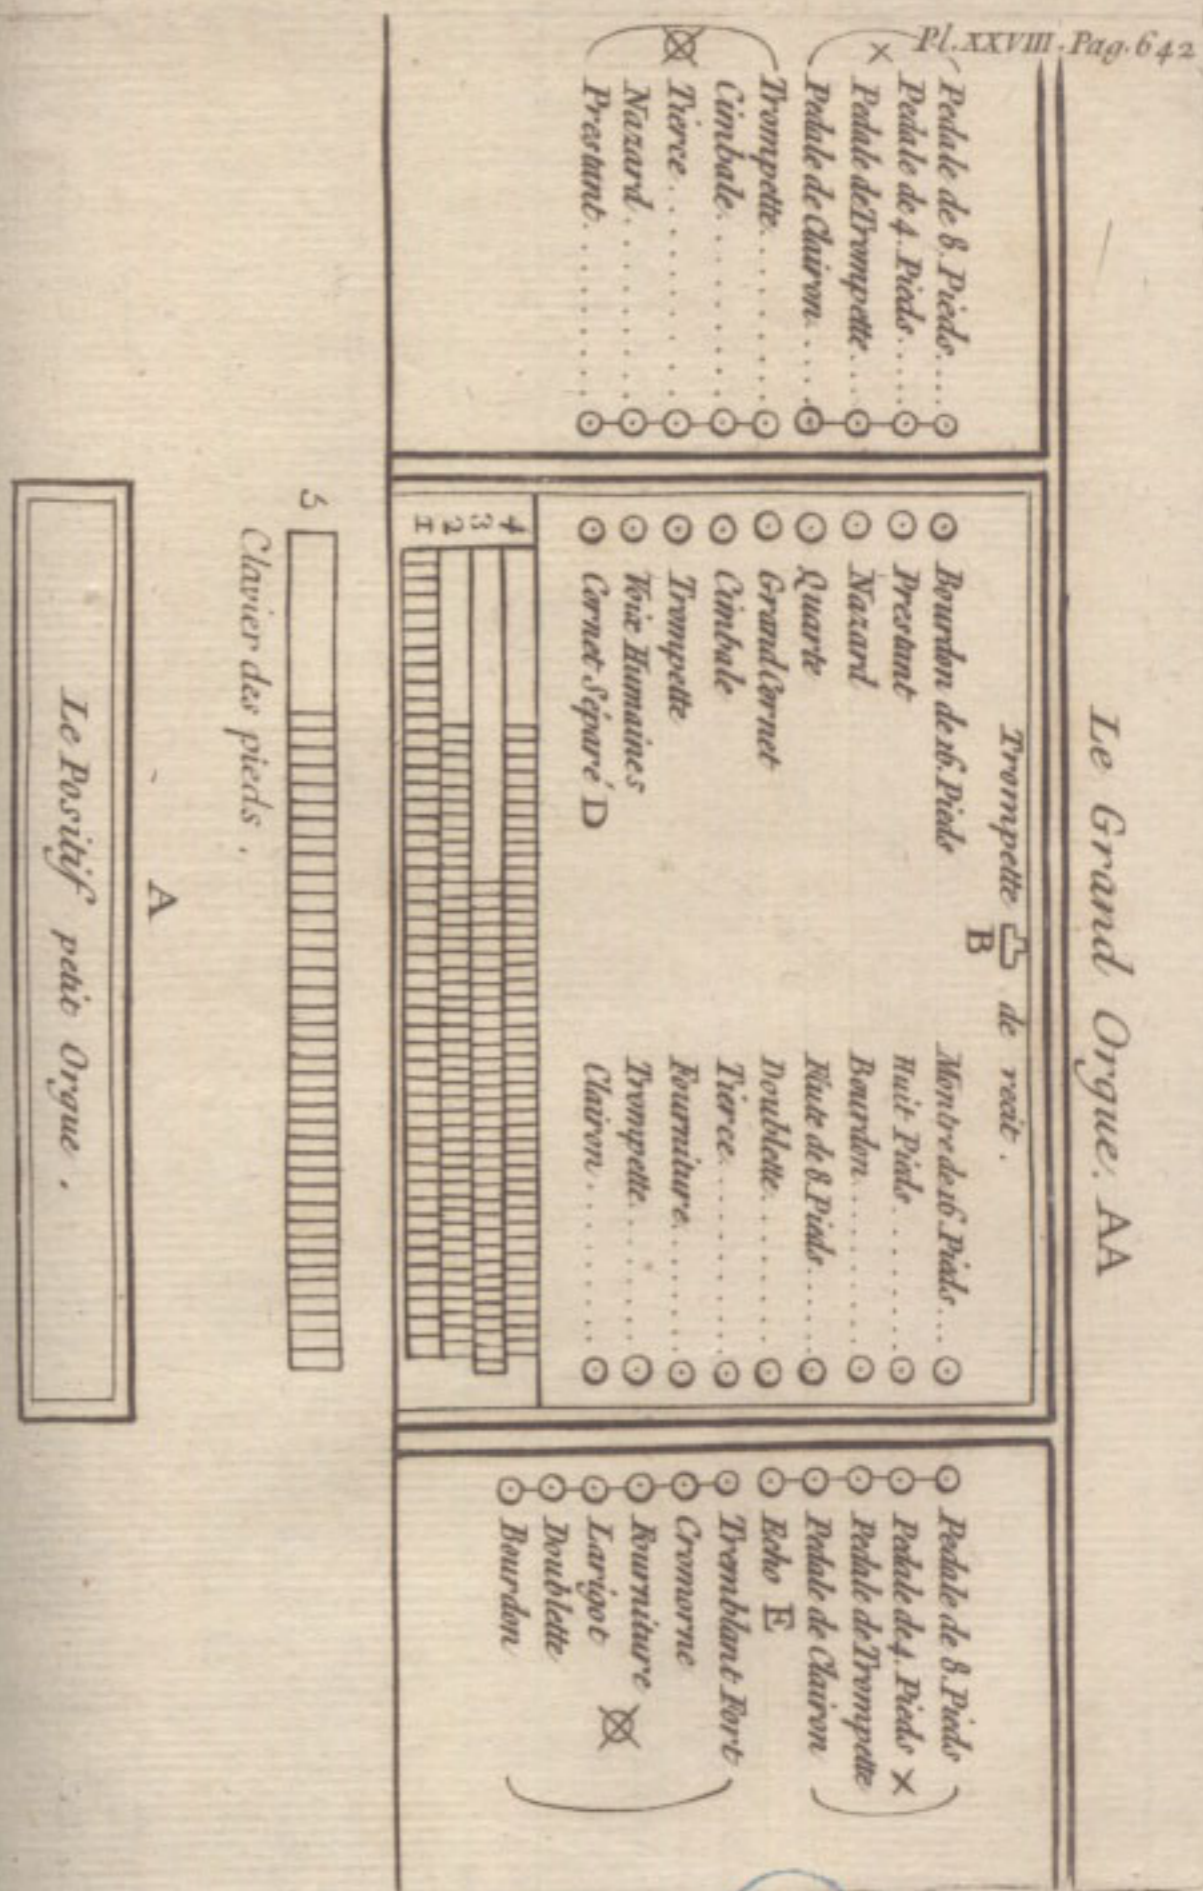 Pl. XXVIII. Pag. 642
Le Grand Orgue. AA
Pedale de 8. Pieds....
Pedale de 4. Pieds.....
× Pedale de Trompette...
Pedale de Clairon....
Trompette.........
Cimbale.........
Tierce..........
Nazard..........
Prestant..........
Trompette de recit.
B
Bourdon de 16. Pieds
Prestant
Nazard
Quarte
Grand Cornet
Cimbale
Trompette
Voix Humaines
Cornet Séparé D
Montre de 16. Pieds...
Huit Pieds........
Bourdon.........
Flute de 8. Pieds.....
Doublette........
Tierce.........
Fourniture.......
Trompette.......
Clairon.........
Pedale de 8. Pieds
Pedale de 4. Pieds ×
Pedale de Trompette
Pedale de Clairon
Echo E
Tremblant Fort
Cromorne
Fourniture
Larigot
Doublette
Bourdon
4
3
2
1
5
Clavier des pieds.
A
Le Positif petit Orgue.